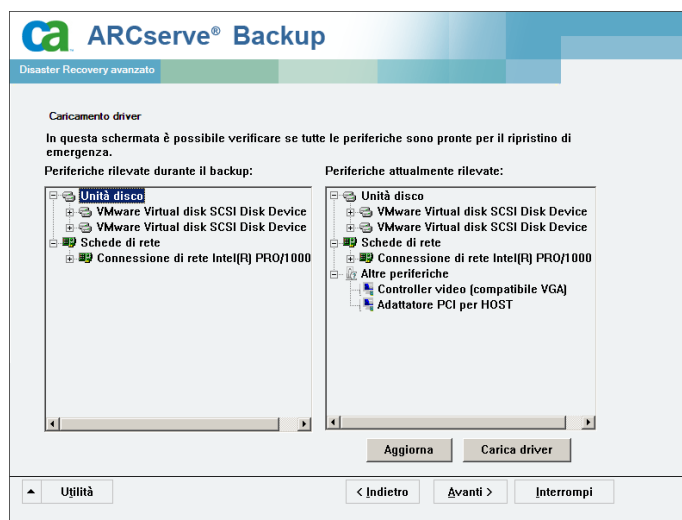 ca ARCserve® Backup
Disaster Recovery avanzato
Caricamento driver
In questa schermata è possibile verificare se tutte le periferiche sono pronte per il ripristino di
emergenza.
Periferiche rilevate durante il backup:
Unità disco
VMware Virtual disk SCSI Disk Device
VMware Virtual disk SCSI Disk Device
Schede di rete
Connessione di rete Intel(R) PRO/1000
Periferiche attualmente rilevate:
Unità disco
VMware Virtual disk SCSI Disk Device
VMware Virtual disk SCSI Disk Device
Schede di rete
Connessione di rete Intel(R) PRO/1000
Altre periferiche
Controller video (compatibile VGA)
Adattatore PCI per HOST
Aggiorna
Carica driver
Utilità
< Indietro
Avanti >
Interrompi